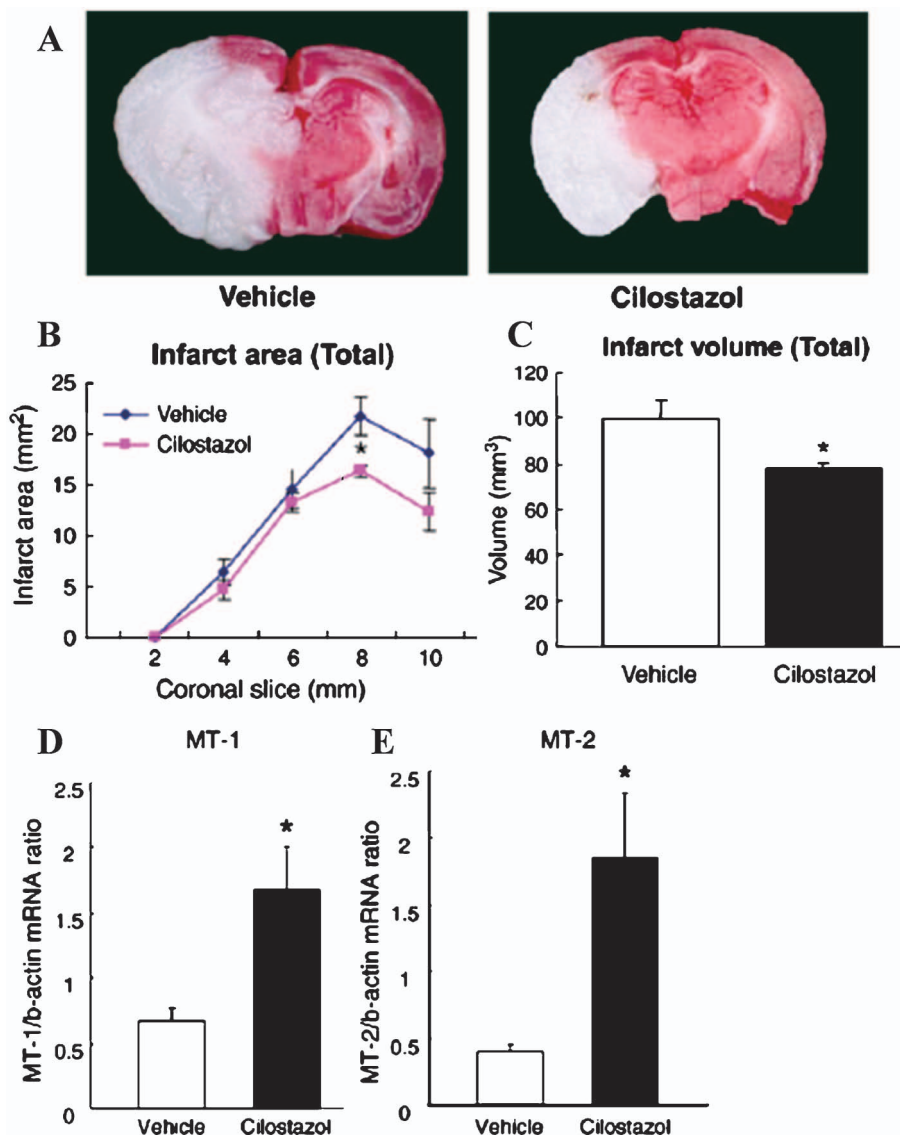 A
Vehicle
Cilostazol
B
Infarct area (Total)
Infarct area (mm²)
25
20
15
10
5
0
Vehicle
Cilostazol
*
2 4 6 8 10
Coronal slice (mm)
C
Infarct volume (Total)
Volume (mm³)
120
100
80
60
40
20
0
*
Vehicle Cilostazol
D
MT-1
MT-1/b-actin mRNA ratio
2.5
2
1.5
1
0.5
0
*
Vehicle Cilostazol
E
MT-2
MT-2/b-actin mRNA ratio
2.5
2
1.5
1
0.5
0
*
Vehicle Cilostazol